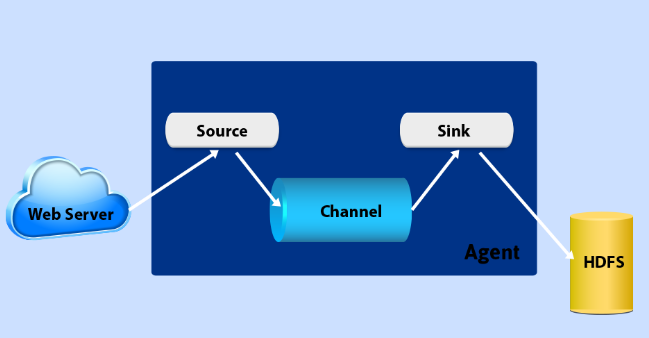 Source
Sink
Web Server
Channel
Agent
HDFS